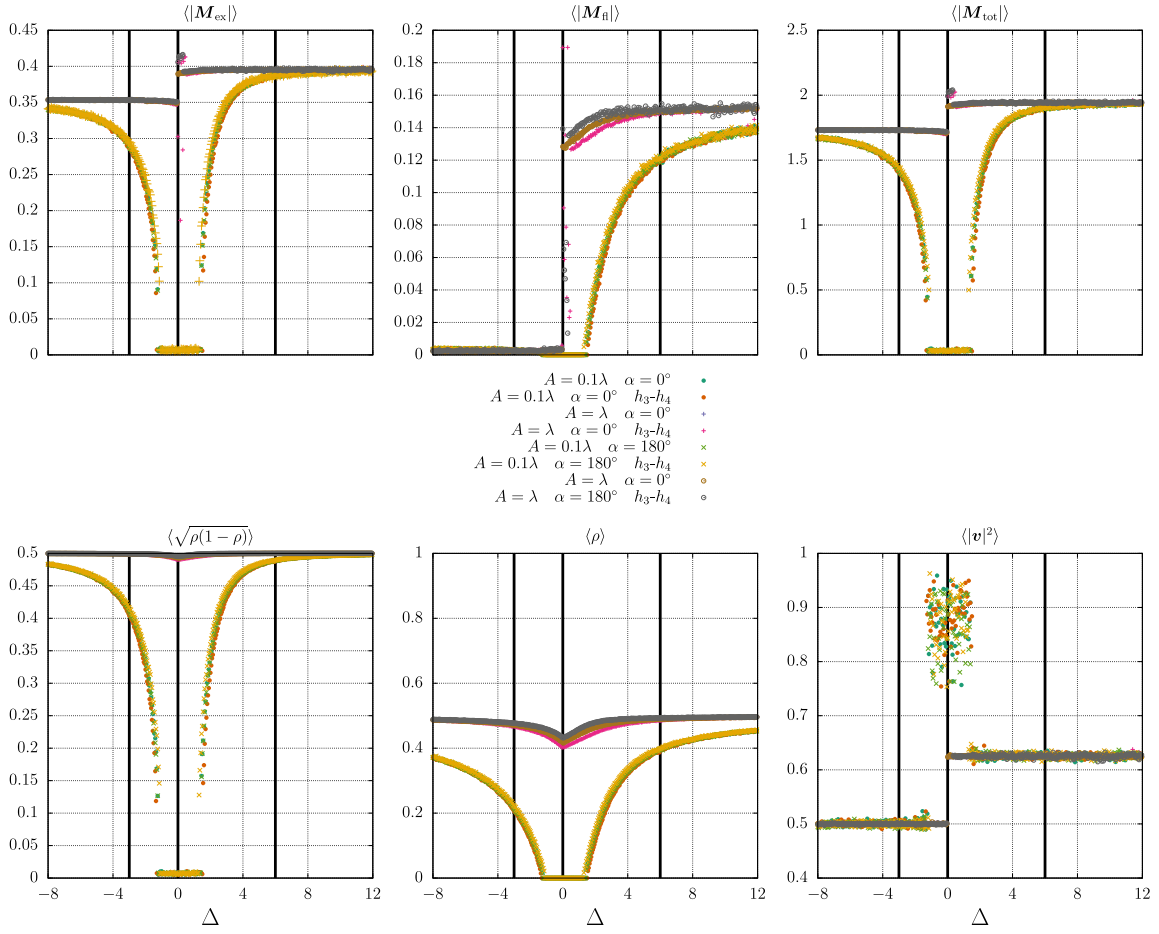 ⟨|M_ex|⟩
0.45
0.4
0.35
0.3
0.25
0.2
0.15
0.1
0.05
0
⟨|M_fl|⟩
0.2
0.18
0.16
0.14
0.12
0.1
0.08
0.06
0.04
0.02
0
⟨|M_tot|⟩
2.5
2
1.5
1
0.5
0
A = 0.1λ α = 0°
A = 0.1λ α = 0° h₃-h₄
A = λ α = 0°
A = λ α = 0° h₃-h₄
A = 0.1λ α = 180°
A = 0.1λ α = 180° h₃-h₄
A = λ α = 0°
A = λ α = 180° h₃-h₄
⟨√ρ(1 − ρ)⟩
0.5
0.45
0.4
0.35
0.3
0.25
0.2
0.15
0.1
0.05
0
−8 −4 0 4 8 12
Δ
⟨ρ⟩
1
0.8
0.6
0.4
0.2
0
−8 −4 0 4 8 12
Δ
⟨|v|²⟩
1
0.9
0.8
0.7
0.6
0.5
0.4
−8 −4 0 4 8 12
Δ